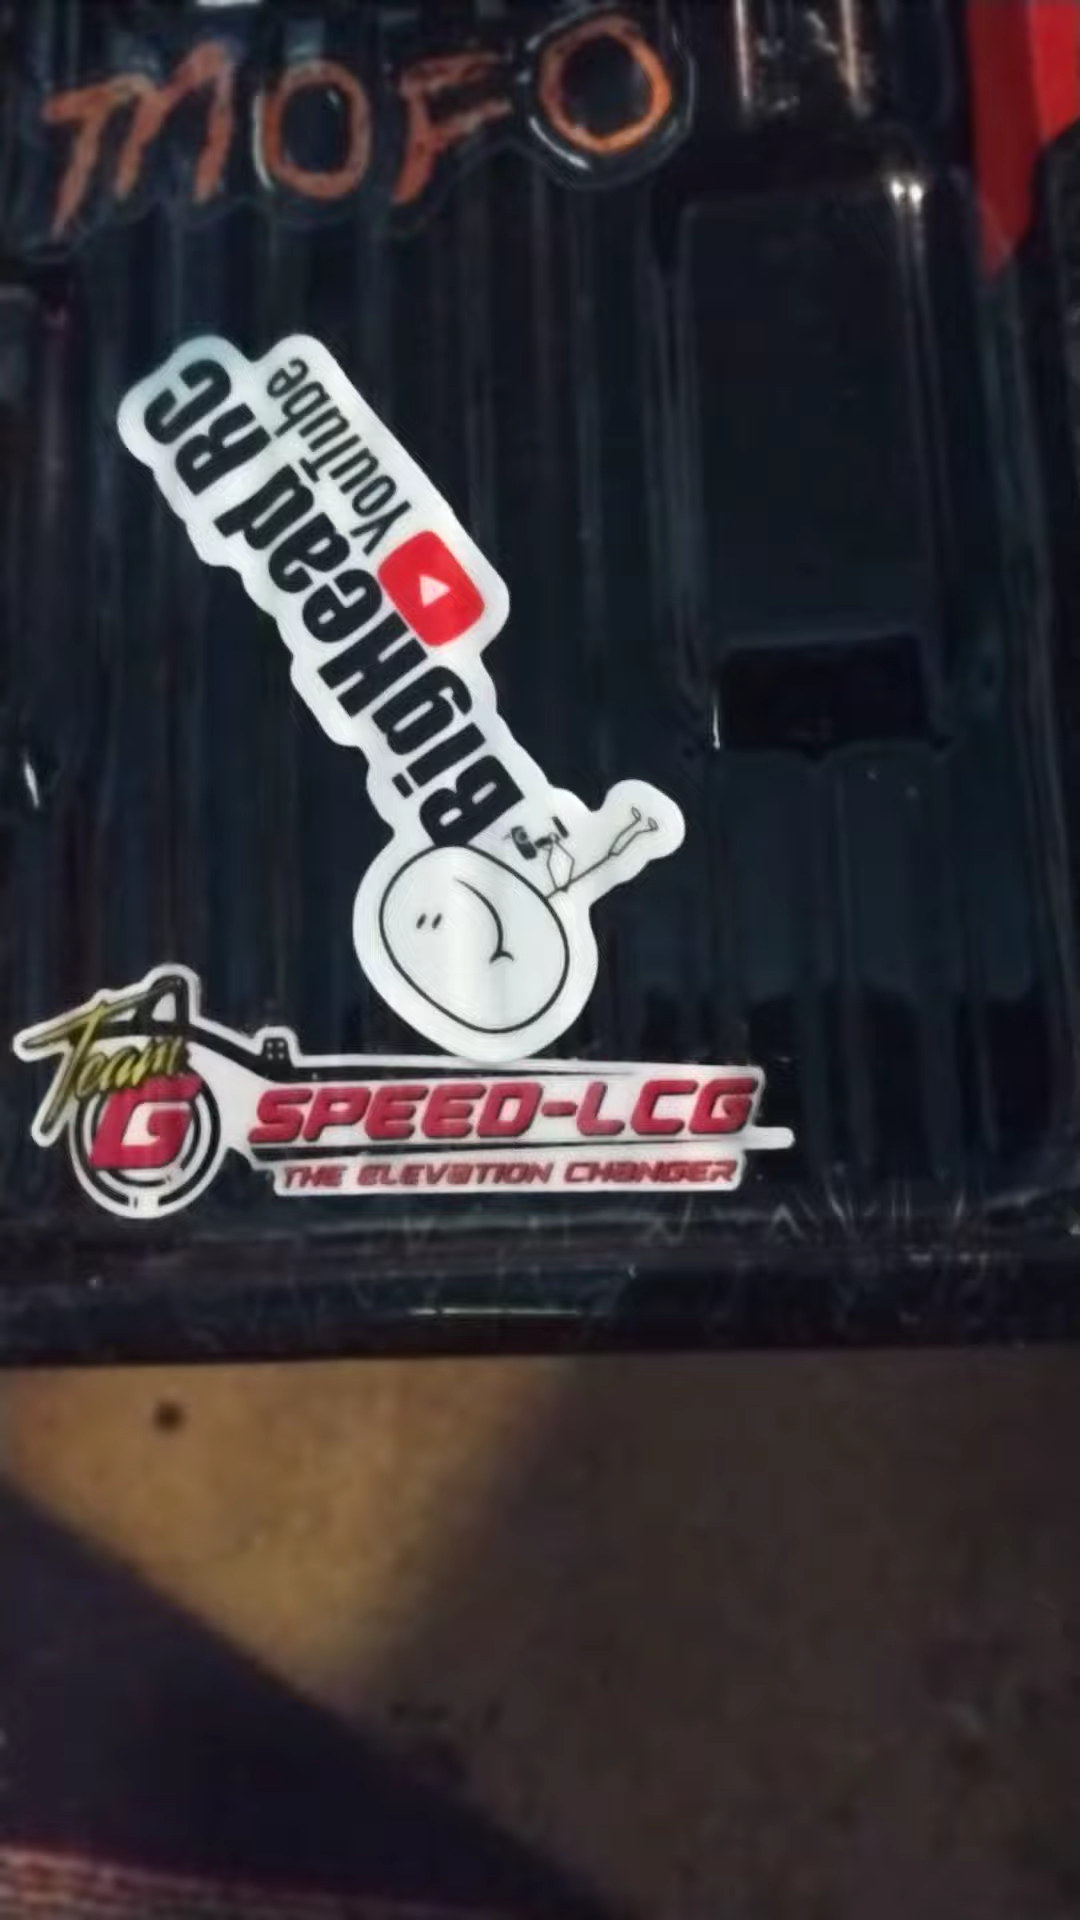 MOFO
BigHead RC
YouTube
Team
G SPEED-LCG
THE ELEVATION CHANGER